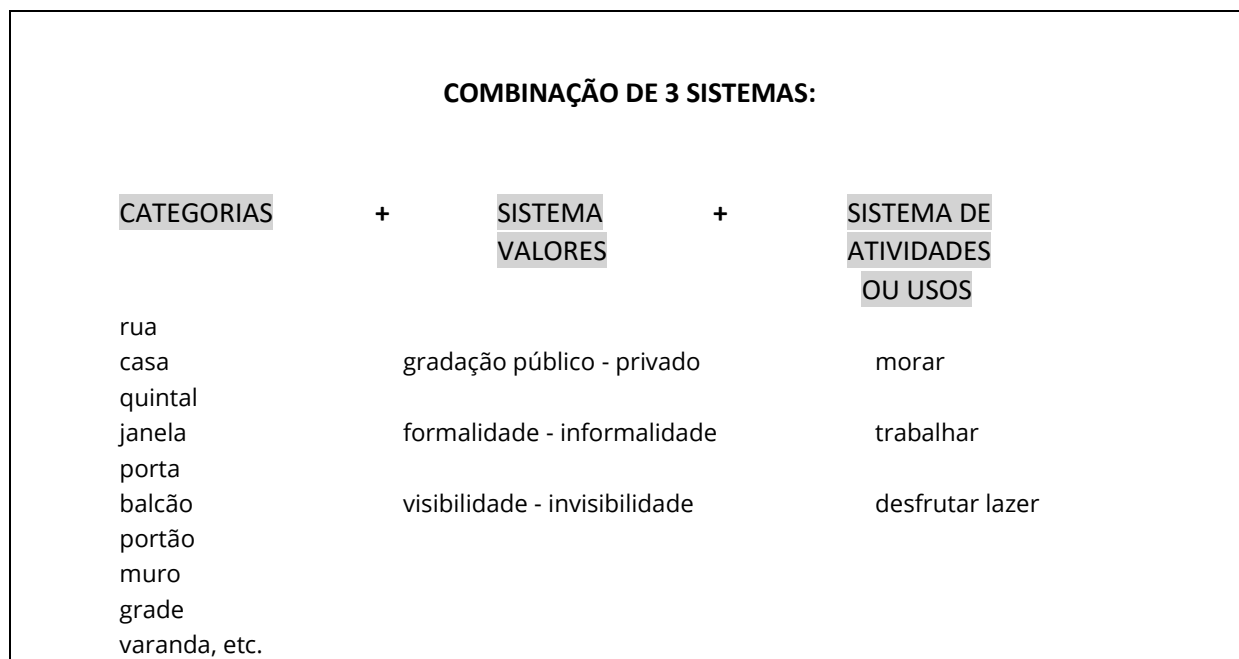 COMBINAÇÃO DE 3 SISTEMAS:
CATEGORIAS + SISTEMA + SISTEMA DE
VALORES ATIVIDADES
OU USOS
rua
casa gradação público - privado morar
quintal
janela formalidade - informalidade trabalhar
porta
balcão visibilidade - invisibilidade desfrutar lazer
portão
muro
grade
varanda, etc.